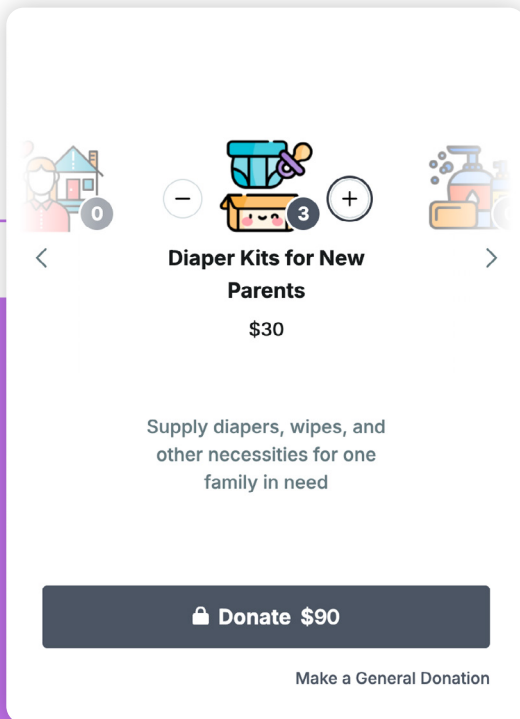 0
3
Diaper Kits for New
Parents
$30
Supply diapers, wipes, and
other necessities for one
family in need
Donate $90
Make a General Donation